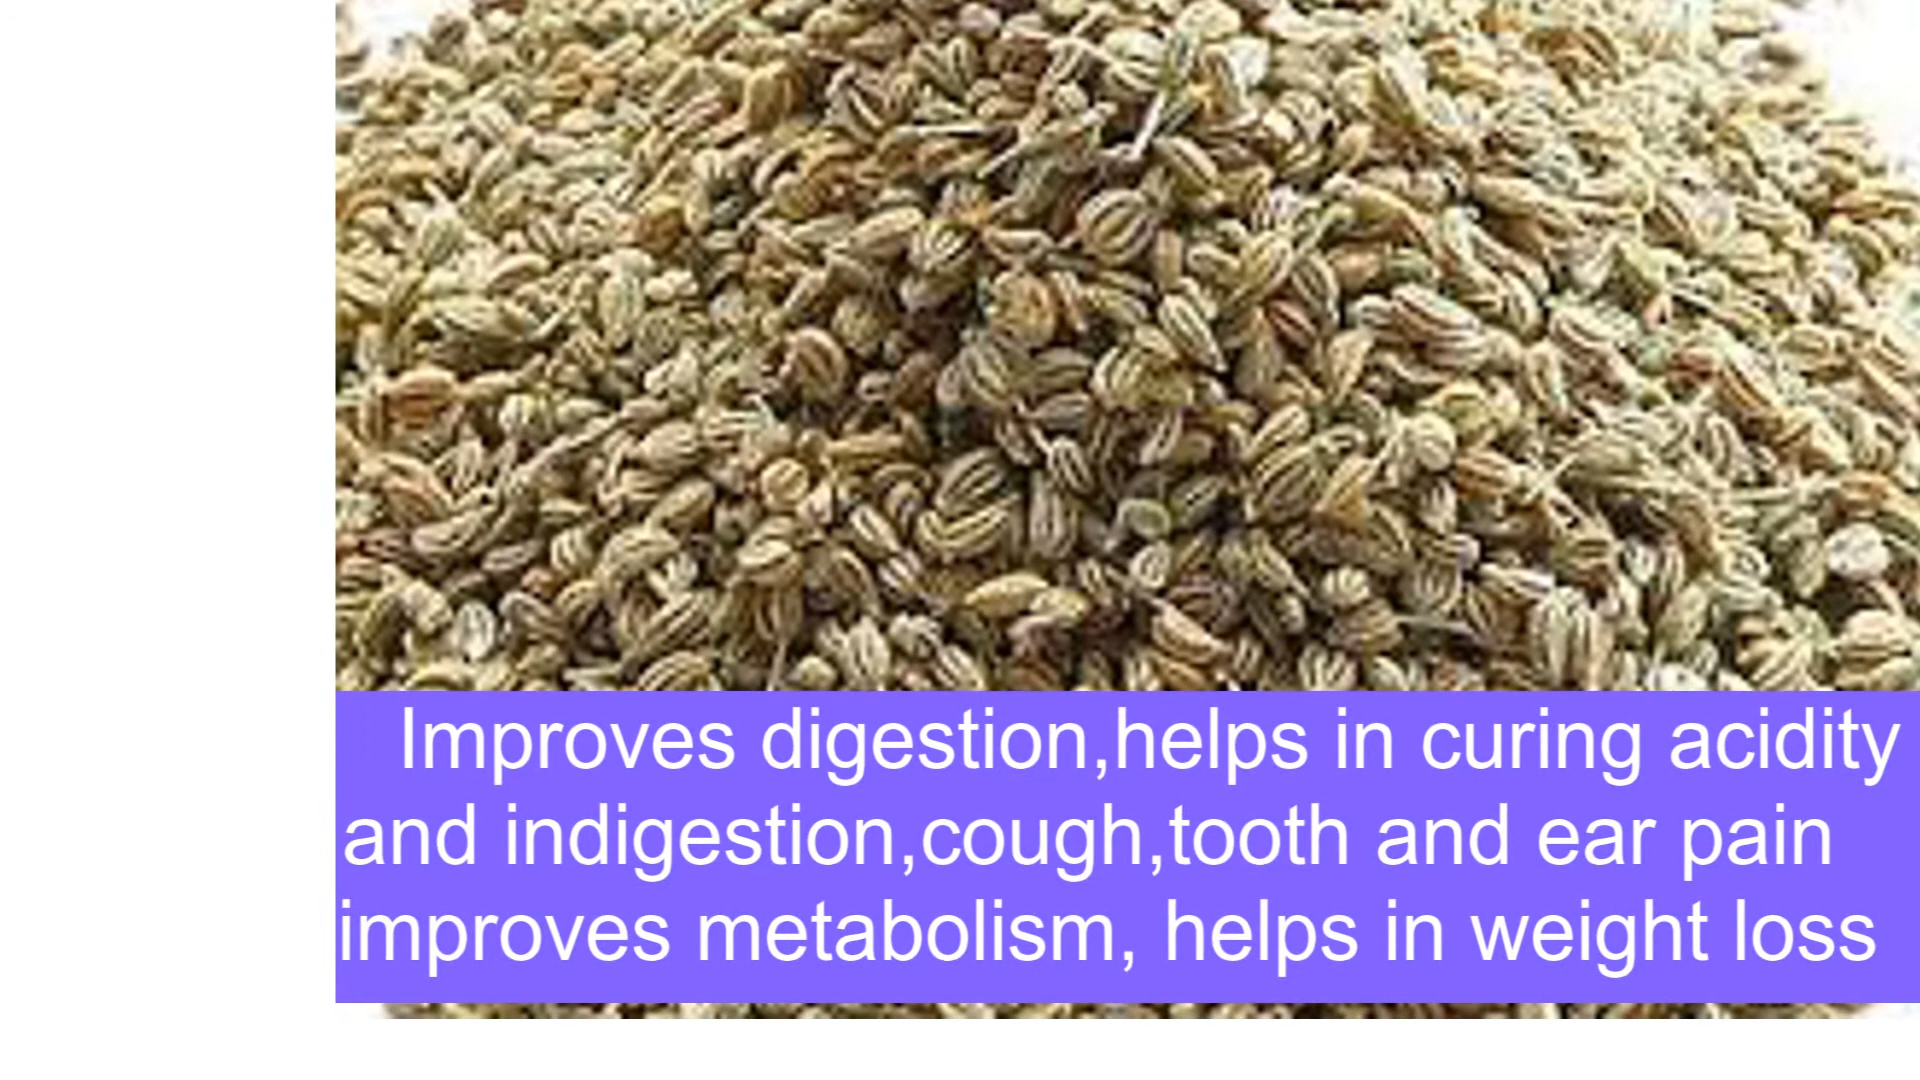 Improves digestion,helps in curing acidity
and indigestion,cough,tooth and ear pain
improves metabolism, helps in weight loss